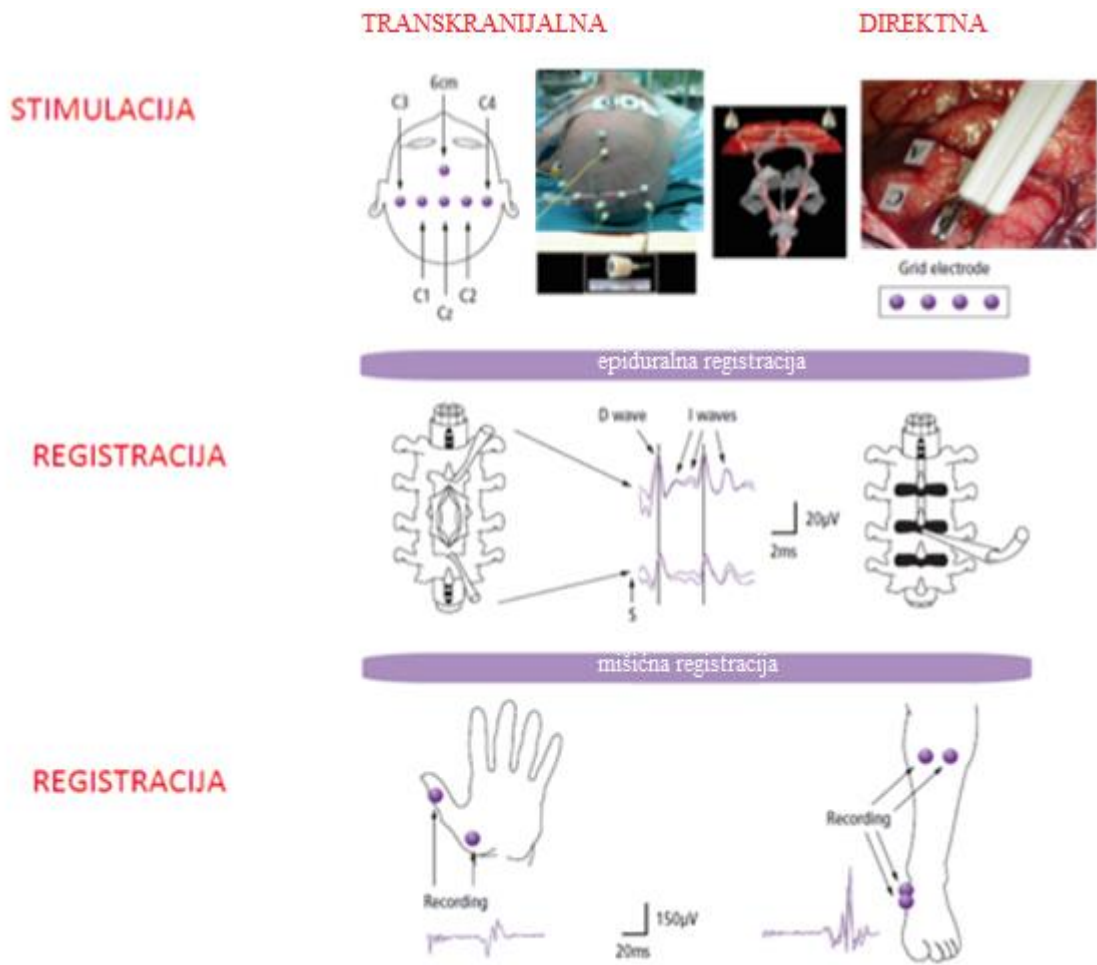 TRANSKRANIJALNA
DIREKTNA
STIMULACIJA
6cm
C3
C4
C1
C2
Cz
A
C
Grid electrode
epiduralna registracija
REGISTRACIJA
D wave
I waves
20µV
2ms
S
mišićna registracija
REGISTRACIJA
Recording
150µV
20ms
Recording